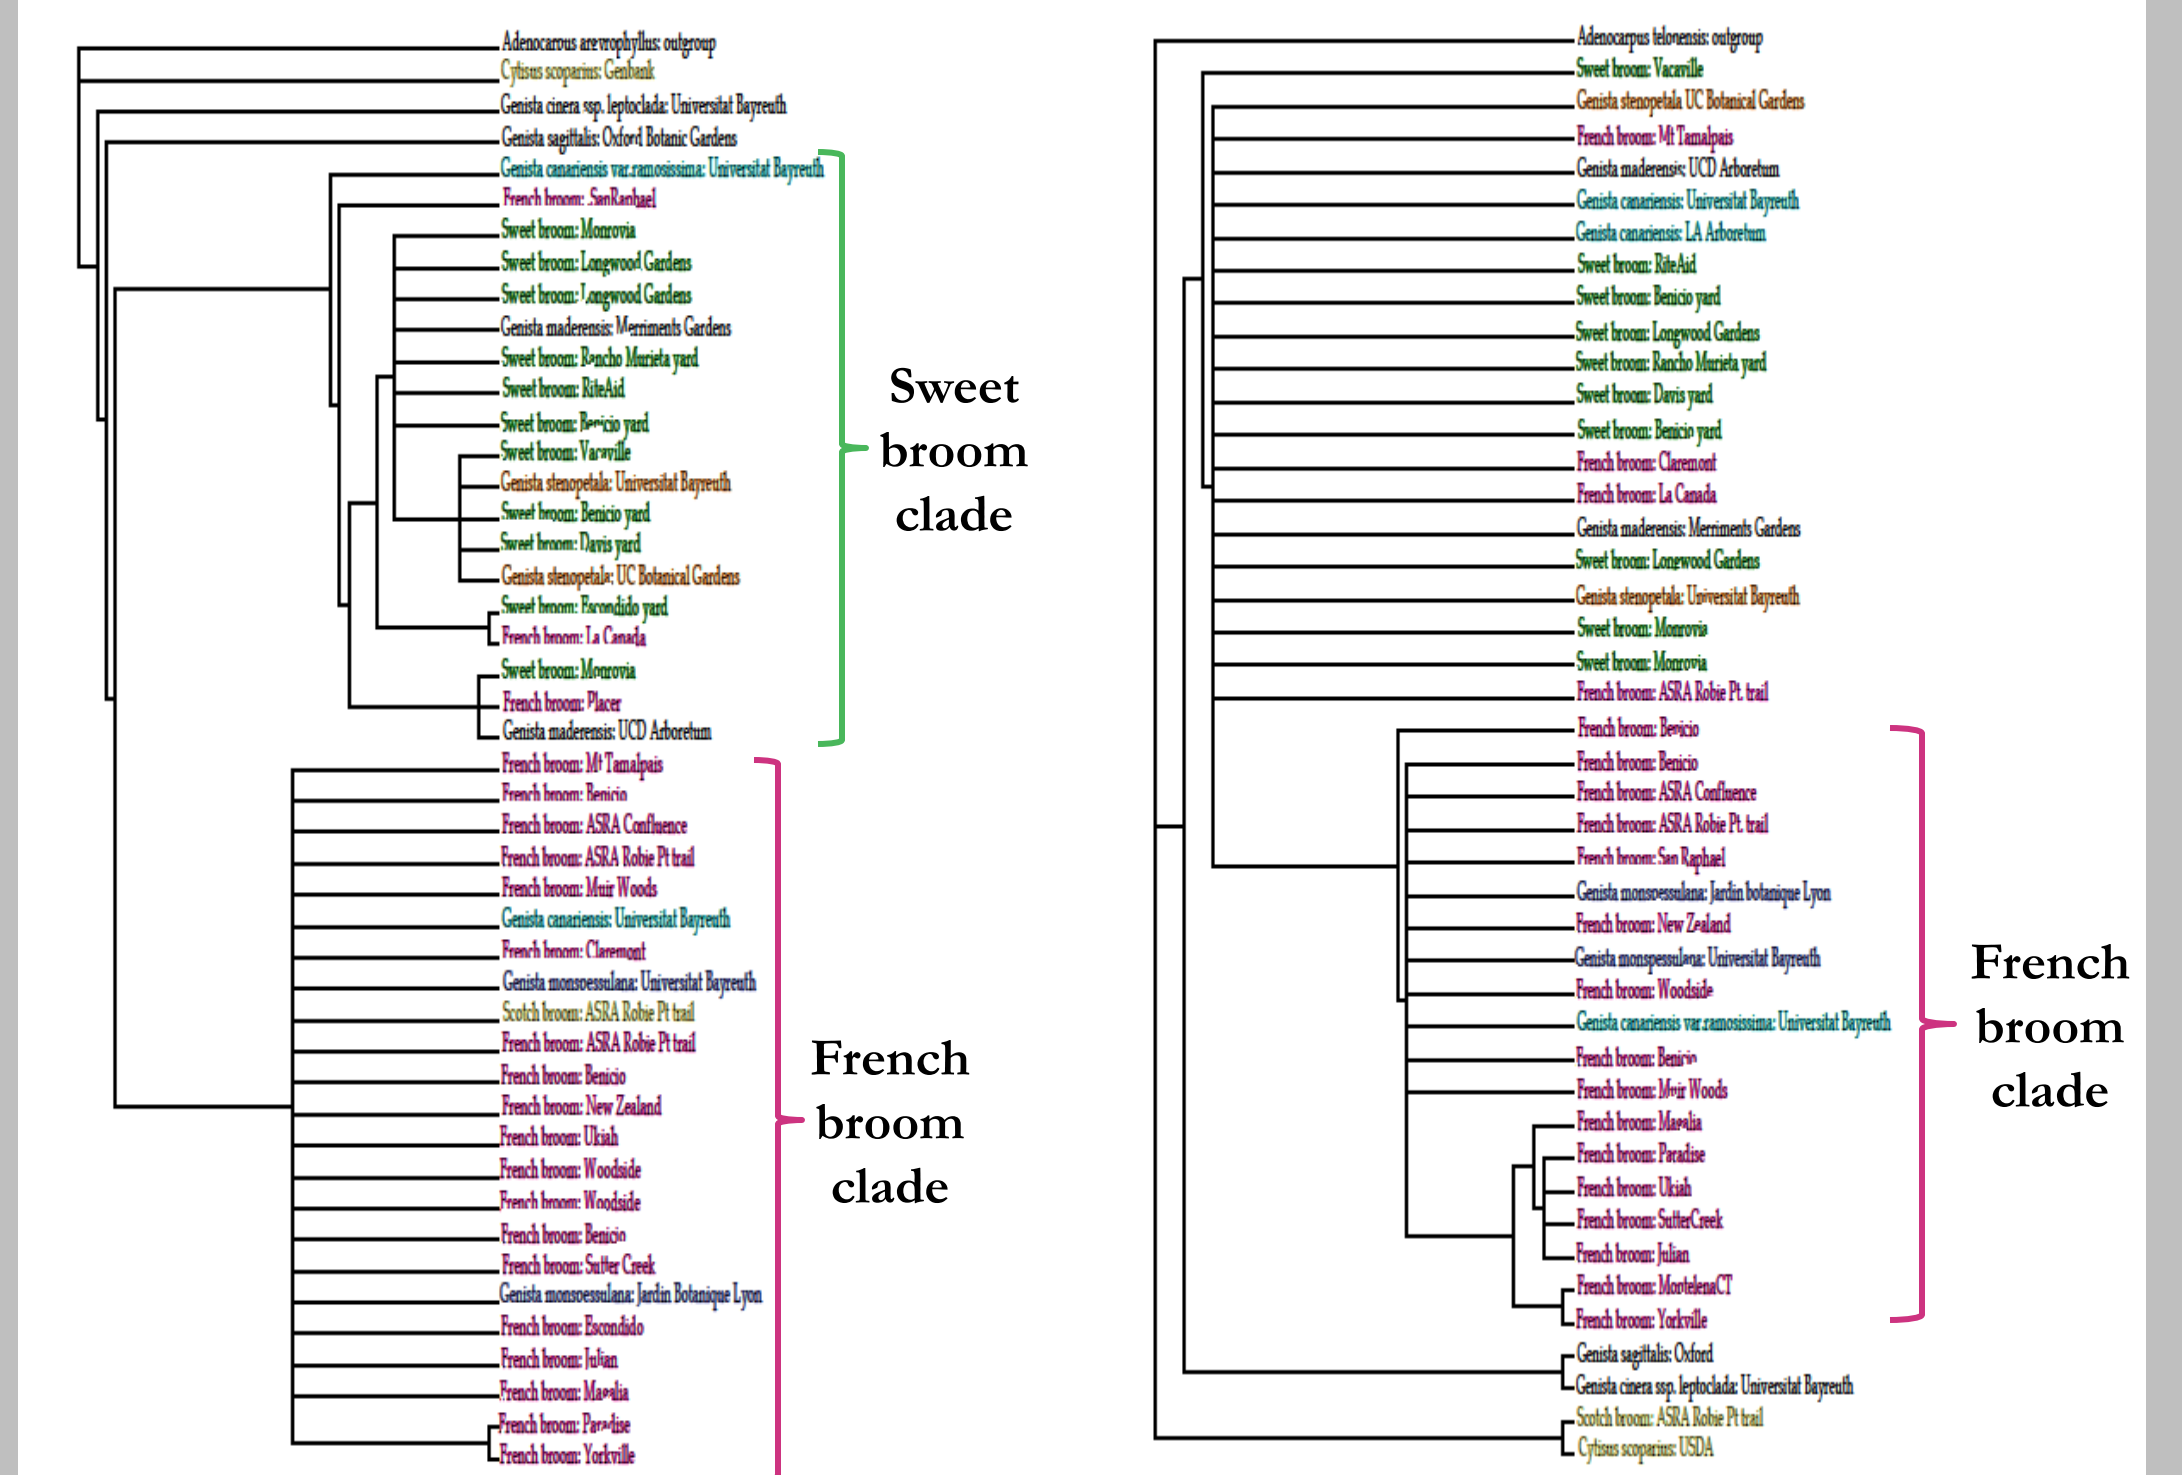 Adenocarpus argyrophyllus: outgroup
Cytisus scoparius: Genbank
Genista cinera ssp. leptoclada: Universitat Bayreuth
Genista sagittalis: Oxford Botanic Gardens
Genista canariensis var.ramosissima: Universitat Bayreuth
French broom: SanRaphael
Sweet broom: Monrovia
Sweet broom: Longwood Gardens
Sweet broom: Longwood Gardens
Genista maderensis: Merriments Gardens
Sweet broom: Rancho Murieta yard
Sweet broom: RiteAid
Sweet broom: Benicio yard
Sweet broom: Vacaville
Genista stenopetala: Universitat Bayreuth
Sweet broom: Benicio yard
Sweet broom: Davis yard
Genista stenopetala: UC Botanical Gardens
Sweet broom: Escondido yard
French broom: La Canada
Sweet broom: Monrovia
French broom: Placer
Genista maderensis: UCD Arboretum
Sweet
broom
clade
French broom: Mt Tamalpais
French broom: Benicio
French broom: ASRA Confluence
French broom: ASRA Robie Pt trail
French broom: Muir Woods
Genista canariensis: Universitat Bayreuth
French broom: Claremont
Genista monspessulana: Universitat Bayreuth
Scotch broom: ASRA Robie Pt trail
French broom: ASRA Robie Pt trail
French broom: Benicio
French broom: New Zealand
French broom: Ukiah
French broom: Woodside
French broom: Woodside
French broom: Benicio
French broom: Sutter Creek
Genista monspessulana: Jardin Botanique Lyon
French broom: Escondido
French broom: Julian
French broom: Magalia
French broom: Paradise
French broom: Yorkville
French
broom
clade
Adenocarpus telonensis: outgroup
Sweet broom: Vacaville
Genista stenopetala UC Botanical Gardens
French broom: Mt Tamalpais
Genista maderensis: UCD Arboretum
Genista canariensis: Universitat Bayreuth
Genista canariensis: LA Arboretum
Sweet broom: RiteAid
Sweet broom: Benicio yard
Sweet broom: Longwood Gardens
Sweet broom: Rancho Murieta yard
Sweet broom: Davis yard
Sweet broom: Benicio yard
French broom: Claremont
French broom: La Canada
Genista maderensis: Merriments Gardens
Sweet broom: Longwood Gardens
Genista stenopetala: Universitat Bayreuth
Sweet broom: Monrovia
Sweet broom: Monrovia
French broom: ASRA Robie Pt. trail
French broom: Benicio
French broom: Benicio
French broom: ASRA Confluence
French broom: ASRA Robie Pt. trail
French broom: San Raphael
Genista monspessulana: Jardin botanique Lyon
French broom: New Zealand
Genista monspessulana: Universitat Bayreuth
French broom: Woodside
Genista canariensis var.ramosissima: Universitat Bayreuth
French broom: Benicio
French broom: Muir Woods
French broom: Magalia
French broom: Paradise
French broom: Ukiah
French broom: SutterCreek
French broom: Julian
French broom: MontelenaCT
French broom: Yorkville
French
broom
clade
Genista sagittalis: Oxford
Genista cinera ssp. leptoclada: Universitat Bayreuth
Scotch broom: ASRA Robie Pt trail
Cytisus scoparius: USDA